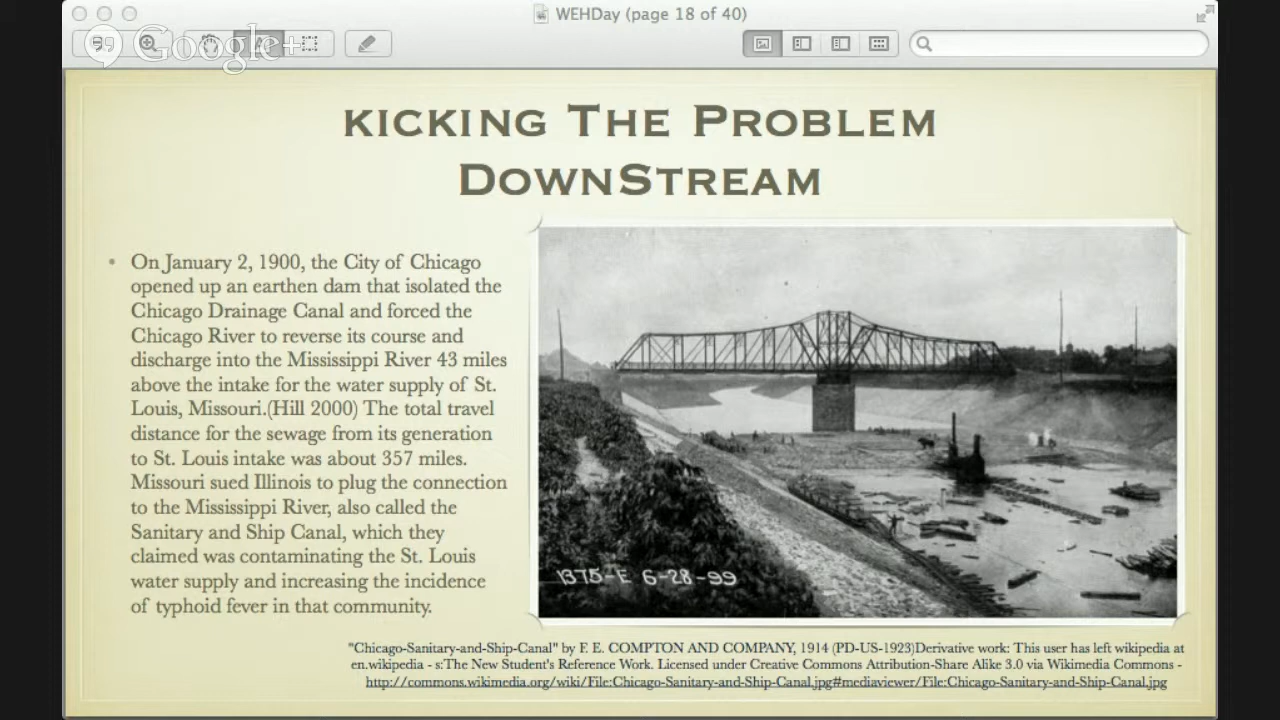 WEHDay (page 18 of 40)
Google+
KICKING THE PROBLEM
DOWNSTREAM
• On January 2, 1900, the City of Chicago
opened up an earthen dam that isolated the
Chicago Drainage Canal and forced the
Chicago River to reverse its course and
discharge into the Mississippi River 43 miles
above the intake for the water supply of St.
Louis, Missouri.(Hill 2000) The total travel
distance for the sewage from its generation
to St. Louis intake was about 357 miles.
Missouri sued Illinois to plug the connection
to the Mississippi River, also called the
Sanitary and Ship Canal, which they
claimed was contaminating the St. Louis
water supply and increasing the incidence
of typhoid fever in that community.
1375-E 6-28-99
"Chicago-Sanitary-and-Ship-Canal" by F. E. COMPTON AND COMPANY, 1914 (PD-US-1923)Derivative work: This user has left wikipedia at
en.wikipedia - s:The New Student's Reference Work. Licensed under Creative Commons Attribution-Share Alike 3.0 via Wikimedia Commons -
http://commons.wikimedia.org/wiki/File:Chicago-Sanitary-and-Ship-Canal.jpg#mediaviewer/File:Chicago-Sanitary-and-Ship-Canal.jpg